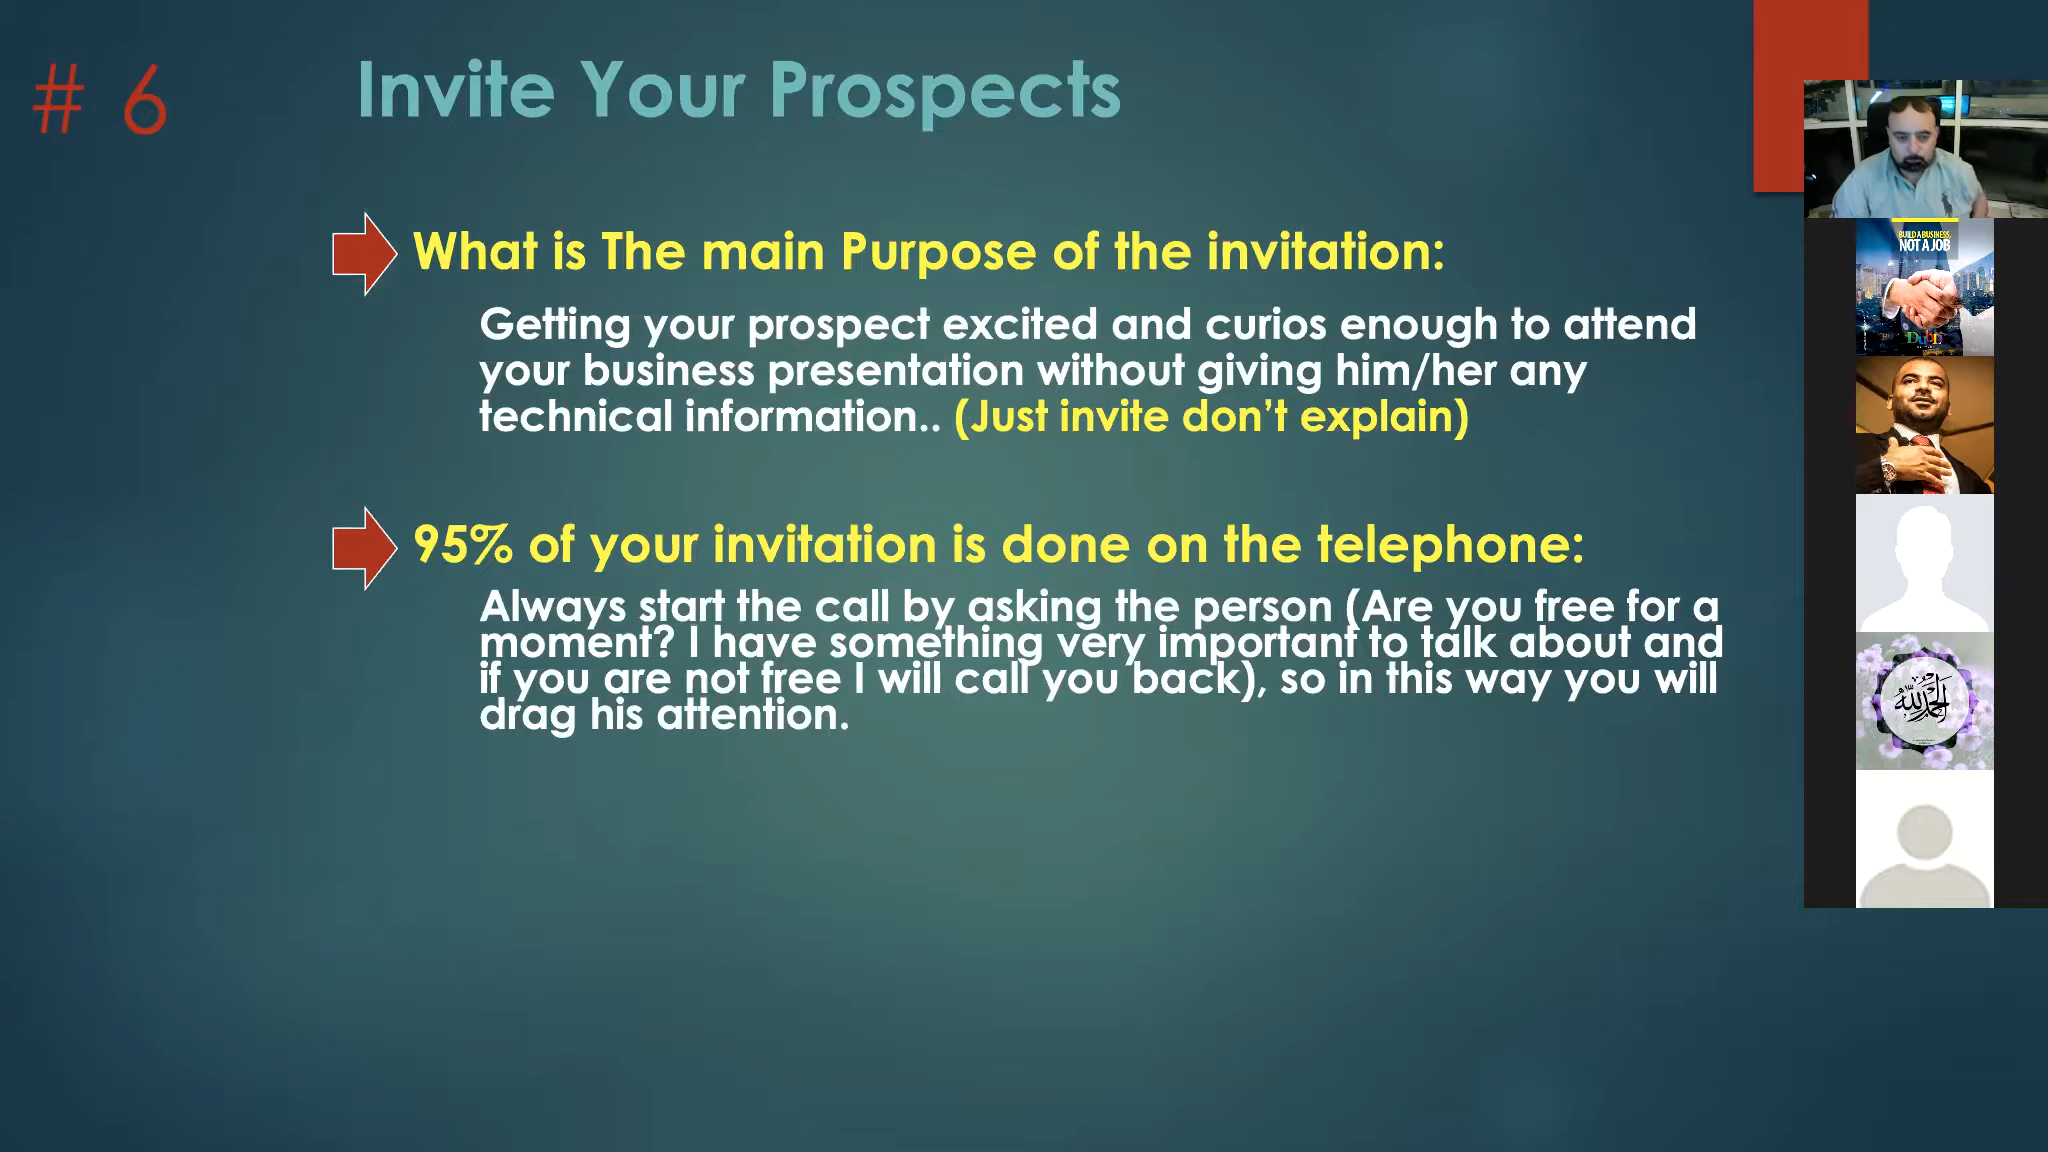 # 6
Invite Your Prospects
What is The main Purpose of the invitation:
Getting your prospect excited and curios enough to attend
your business presentation without giving him/her any
technical information.. (Just invite don’t explain)
95% of your invitation is done on the telephone:
Always start the call by asking the person (Are you free for a
moment? I have something very important to talk about and
if you are not free I will call you back), so in this way you will
drag his attention.
BUILD A BUSINESS,
NOT A JOB
الحمد لله